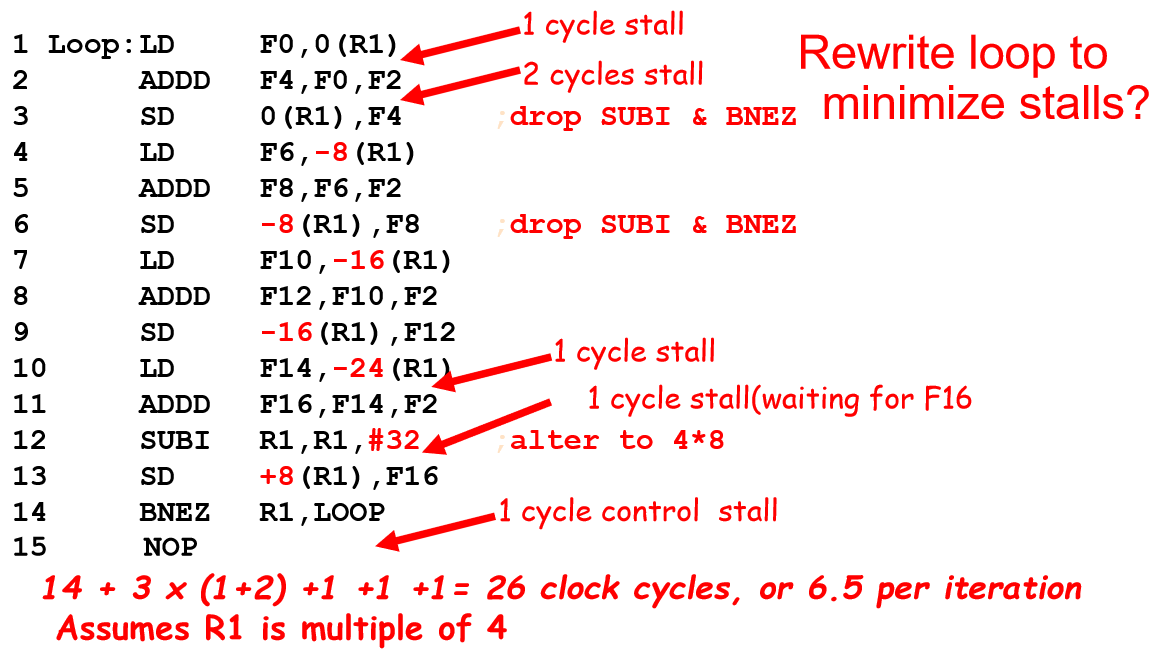 1 cycle stall
1 Loop:LD F0,0(R1)
Rewrite loop to
minimize stalls?
2 ADDD F4,F0,F2
2 cycles stall
3 SD 0(R1),F4 ;drop SUBI & BNEZ
4 LD F6,-8(R1)
5 ADDD F8,F6,F2
6 SD -8(R1),F8 ;drop SUBI & BNEZ
7 LD F10,-16(R1)
8 ADDD F12,F10,F2
9 SD -16(R1),F12
1 cycle stall
10 LD F14,-24(R1)
11 ADDD F16,F14,F2
1 cycle stall(waiting for F16
12 SUBI R1,R1,#32 ;alter to 4*8
13 SD +8(R1),F16
14 BNEZ R1,LOOP
1 cycle control stall
15 NOP
14 + 3 x (1+2) +1 +1 +1= 26 clock cycles, or 6.5 per iteration
Assumes R1 is multiple of 4